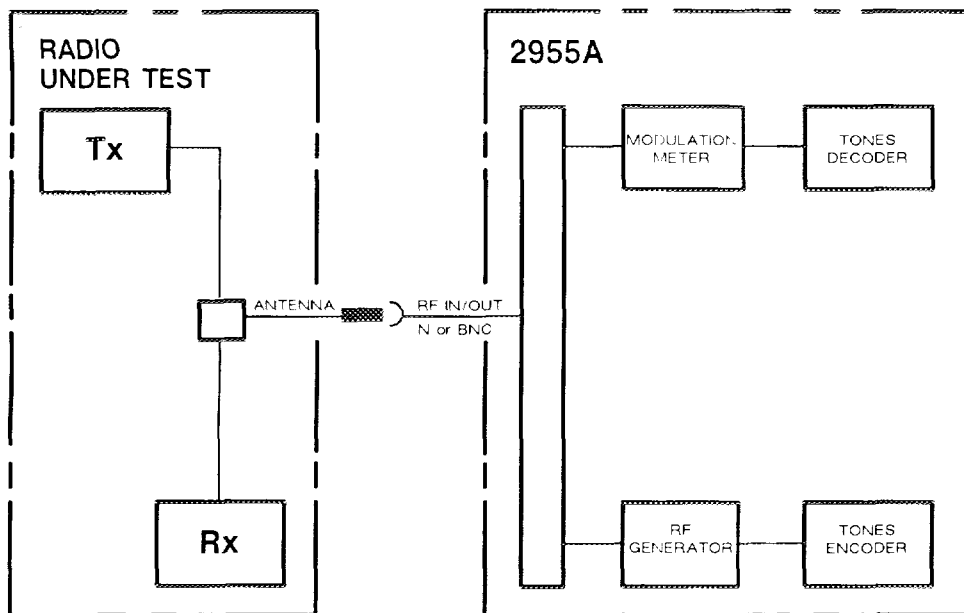 RADIO
UNDER TEST
Tx
ANTENNA
Rx
2955A
RF IN/OUT
N or BNC
MODULATION
METER
TONES
DECODER
RF
GENERATOR
TONES
ENCODER